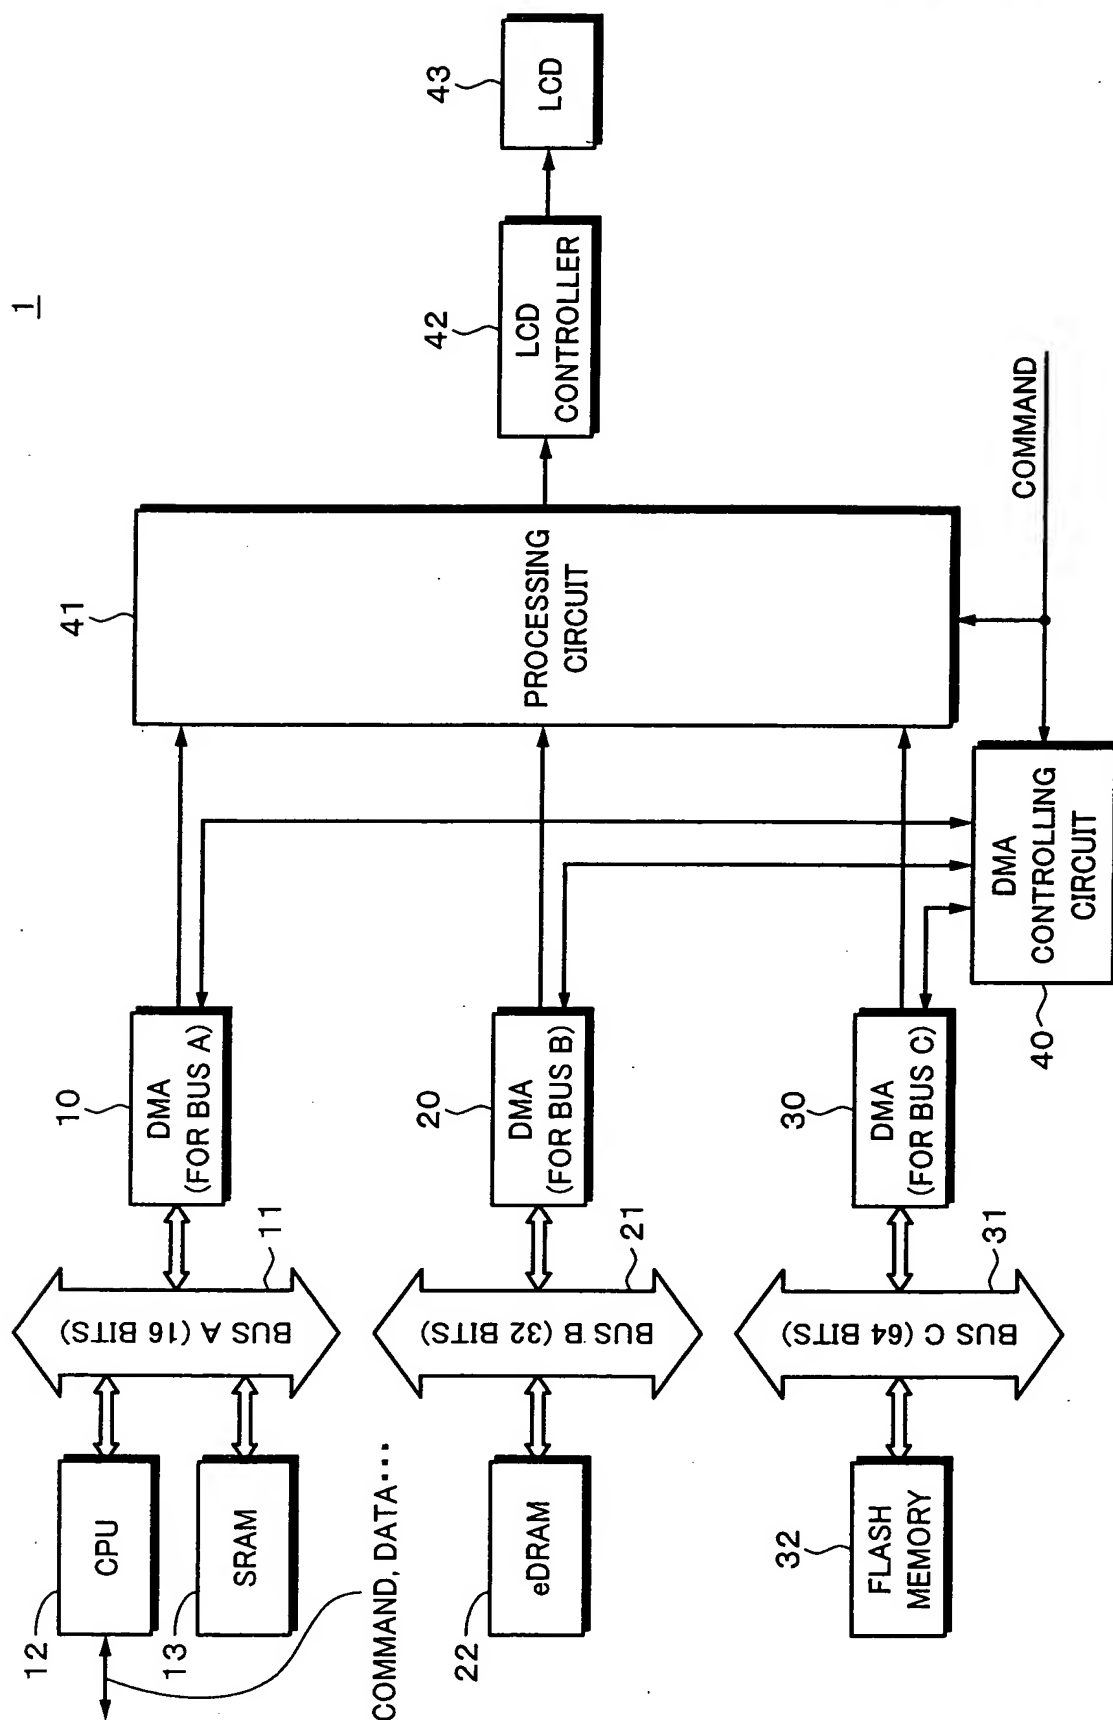 1
12
CPU
13
SRAM
COMMAND, DATA...
BUS A (16 BITS)
11
10
DMA
(FOR BUS A)
22
eDRAM
BUS B (32 BITS)
21
20
DMA
(FOR BUS B)
32
FLASH
MEMORY
BUS C (64 BITS)
31
30
DMA
(FOR BUS C)
40
DMA
CONTROLLING
CIRCUIT
COMMAND
41
PROCESSING
CIRCUIT
42
LCD
CONTROLLER
43
LCD